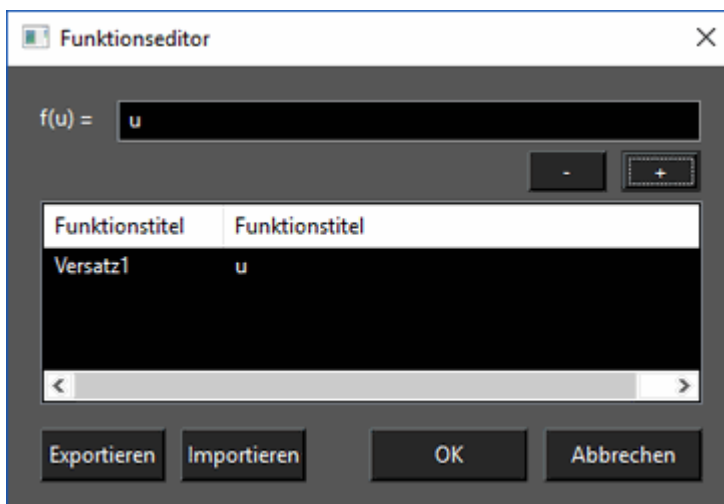 Funktionseditor
f(u) = u
- +
Funktionstitel Funktionstitel
Versatz1 u
Exportieren Importieren OK Abbrechen